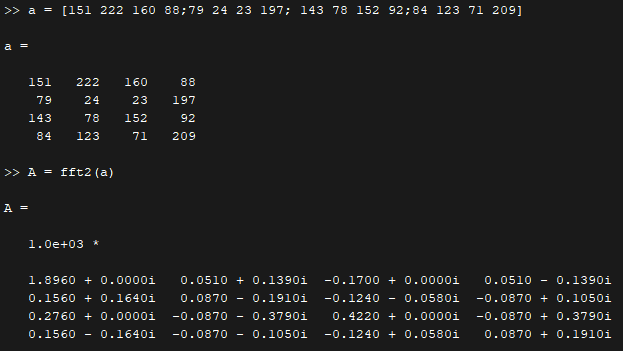 >> a = [151 222 160 88;79 24 23 197; 143 78 152 92;84 123 71 209]
a =
151 222 160 88
79 24 23 197
143 78 152 92
84 123 71 209
>> A = fft2(a)
A =
1.0e+03 *
1.8960 + 0.0000i 0.0510 + 0.1390i -0.1700 + 0.0000i 0.0510 - 0.1390i
0.1560 + 0.1640i 0.0870 - 0.1910i -0.1240 - 0.0580i -0.0870 + 0.1050i
0.2760 + 0.0000i -0.0870 - 0.3790i 0.4220 + 0.0000i -0.0870 + 0.3790i
0.1560 - 0.1640i -0.0870 - 0.1050i -0.1240 + 0.0580i 0.0870 + 0.1910i